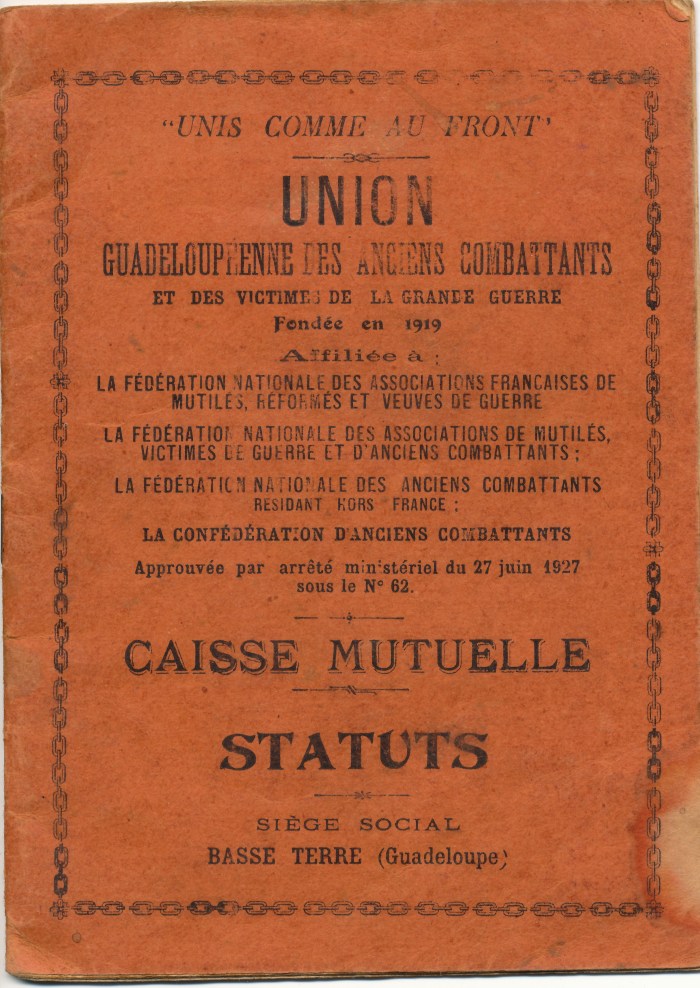 "UNIS COMME AU FRONT"
UNION
GUADELOUPÉENNE DES ANCIENS COMBATTANTS
ET DES VICTIMES DE LA GRANDE GUERRE
Fondée en 1919
Affiliée à :
LA FÉDÉRATION NATIONALE DES ASSOCIATIONS FRANCAISES DE
MUTILÉS, RÉFORMÉS ET VEUVES DE GUERRE
LA FÉDÉRATION NATIONALE DES ASSOCIATIONS DE MUTILÉS,
VICTIMES DE GUERRE ET D'ANCIENS COMBATTANTS ;
LA FÉDÉRATION NATIONALE DES ANCIENS COMBATTANTS
RESIDANT HORS FRANCE ;
LA CONFÉDÉRATION D'ANCIENS COMBATTANTS
Approuvée par arrêté ministériel du 27 juin 1927
sous le N° 62.
CAISSE MUTUELLE
STATUTS
SIÈGE SOCIAL
BASSE TERRE (Guadeloupe)